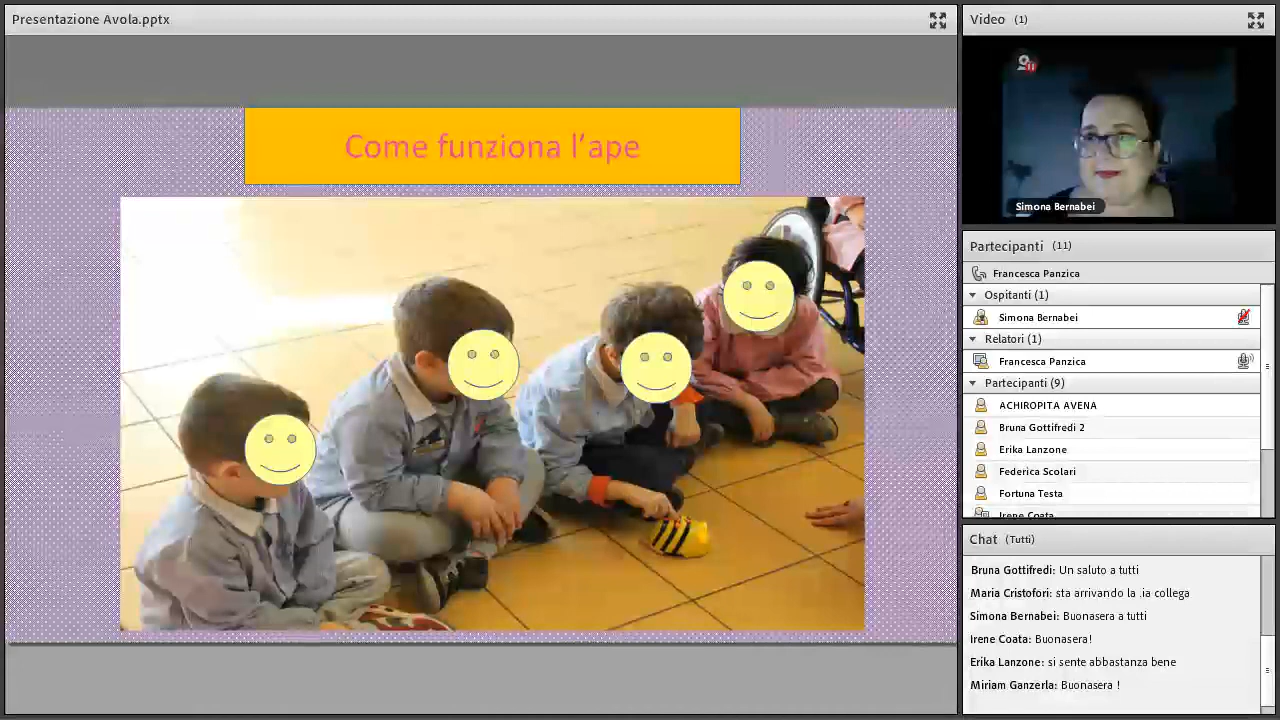 Presentazione Avola.pptx
Come funziona l'ape
Video (1)
Simona Bernabei
Partecipanti (11)
Francesca Panzica
Ospitanti (1)
Simona Bernabei
Relatori (1)
Francesca Panzica
Partecipanti (9)
ACHIROPITA AVENA
Bruna Gottifredi 2
Erika Lanzone
Federica Scolari
Fortuna Testa
Irene Coata
Chat (Tutti)
Bruna Gottifredi: Un saluto a tutti
Maria Cristofori: sta arrivando la .ia collega
Simona Bernabei: Buonasera a tutti
Irene Coata: Buonasera!
Erika Lanzone: si sente abbastanza bene
Miriam Ganzerla: Buonasera !